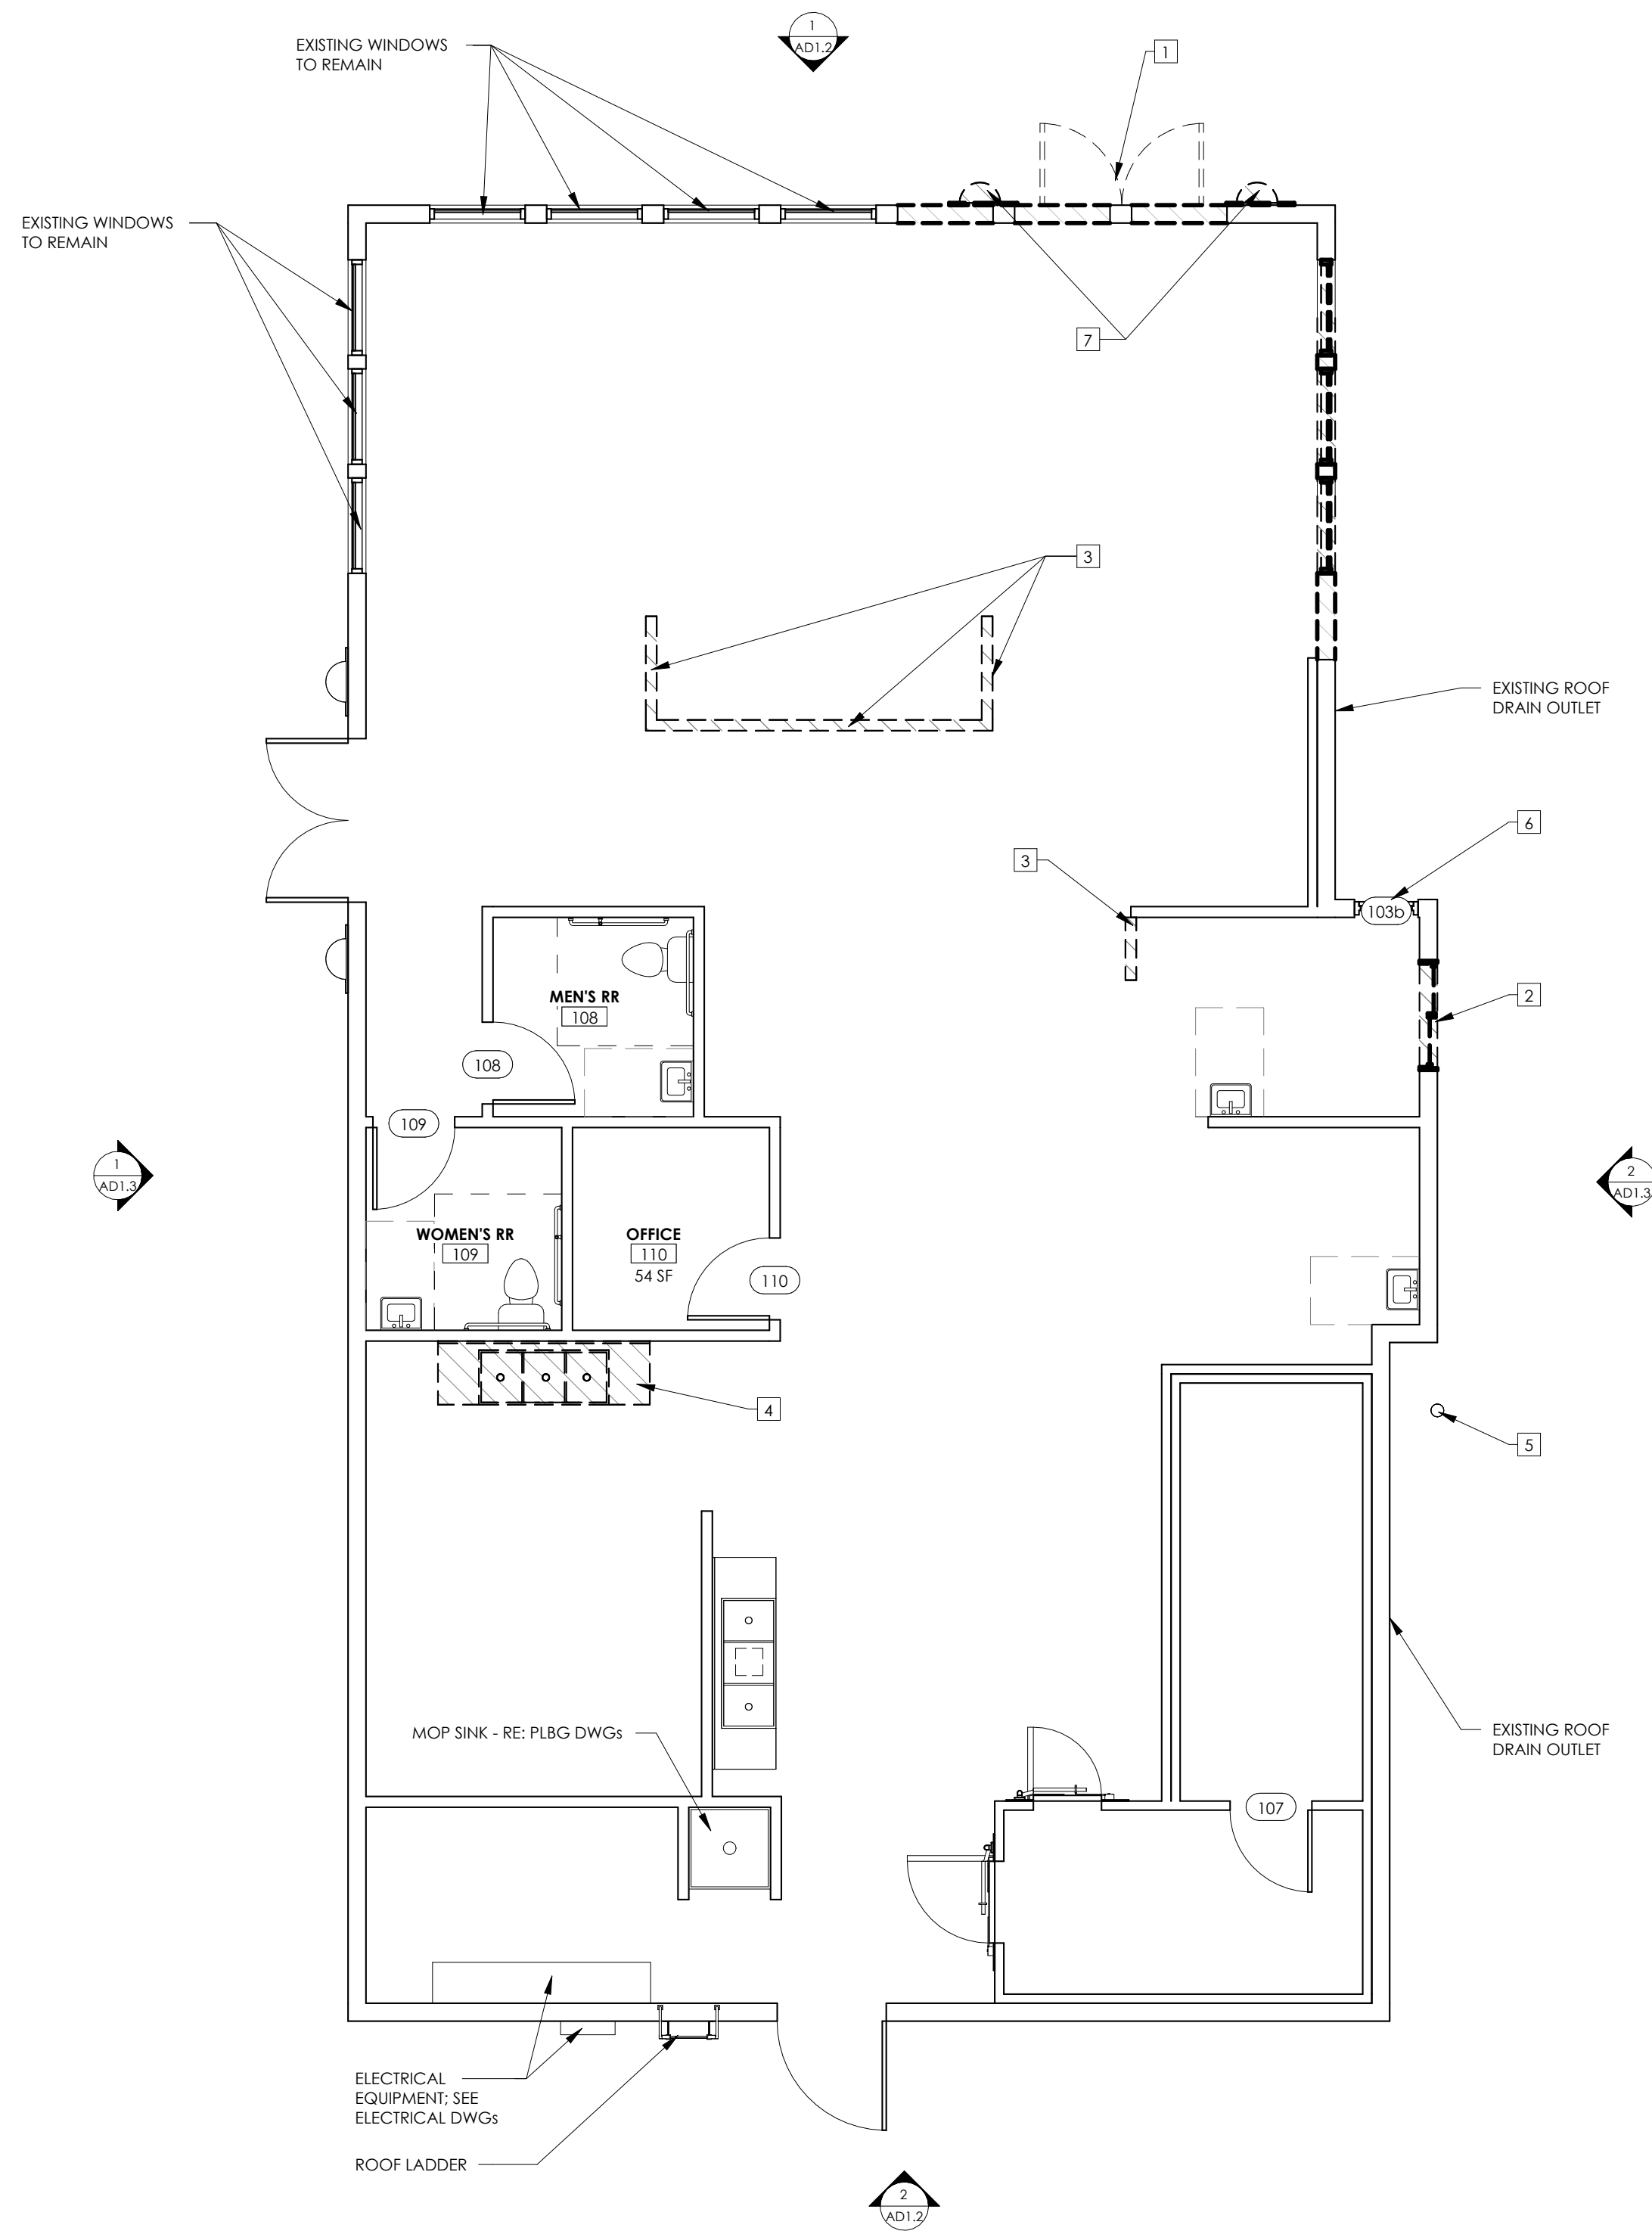 1
AD1.2
EXISTING WINDOWS
TO REMAIN
1
EXISTING WINDOWS
TO REMAIN
7
3
EXISTING ROOF
DRAIN OUTLET
6
3
103b
MEN'S RR
108
2
108
109
1
AD1.3
2
AD1.3
WOMEN'S RR
109
OFFICE
110
54 SF
110
4
5
MOP SINK - RE: PLBG DWGs
EXISTING ROOF
DRAIN OUTLET
107
ELECTRICAL
EQUIPMENT; SEE
ELECTRICAL DWGs
ROOF LADDER
2
AD1.2